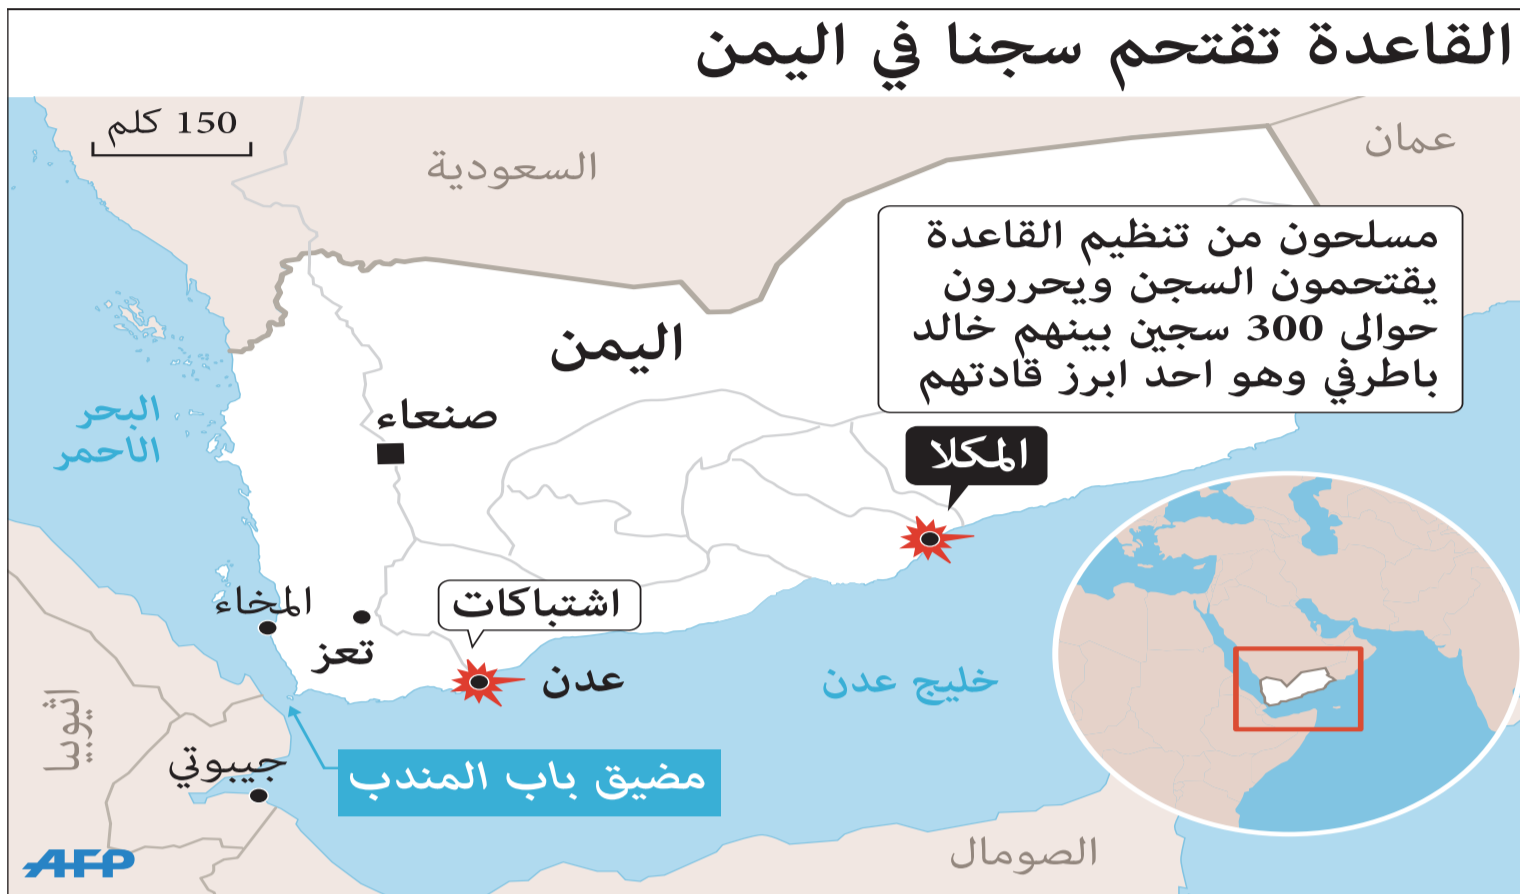 القاعدة تقتحم سجنا في اليمن
150 كلم
السعودية
عمان
مسلحون من تنظيم القاعدة
يقتحمون السجن ويحررون
حوالى 300 سجين بينهم خالد
باطرفي وهو احد ابرز قادتهم
اليمن
صنعاء
البحر
الاحمر
المكلا
المخاء
تعز
اشتباكات
عدن
خليج عدن
اثيوبيا
جيبوتي
مضيق باب المندب
الصومال
AFP